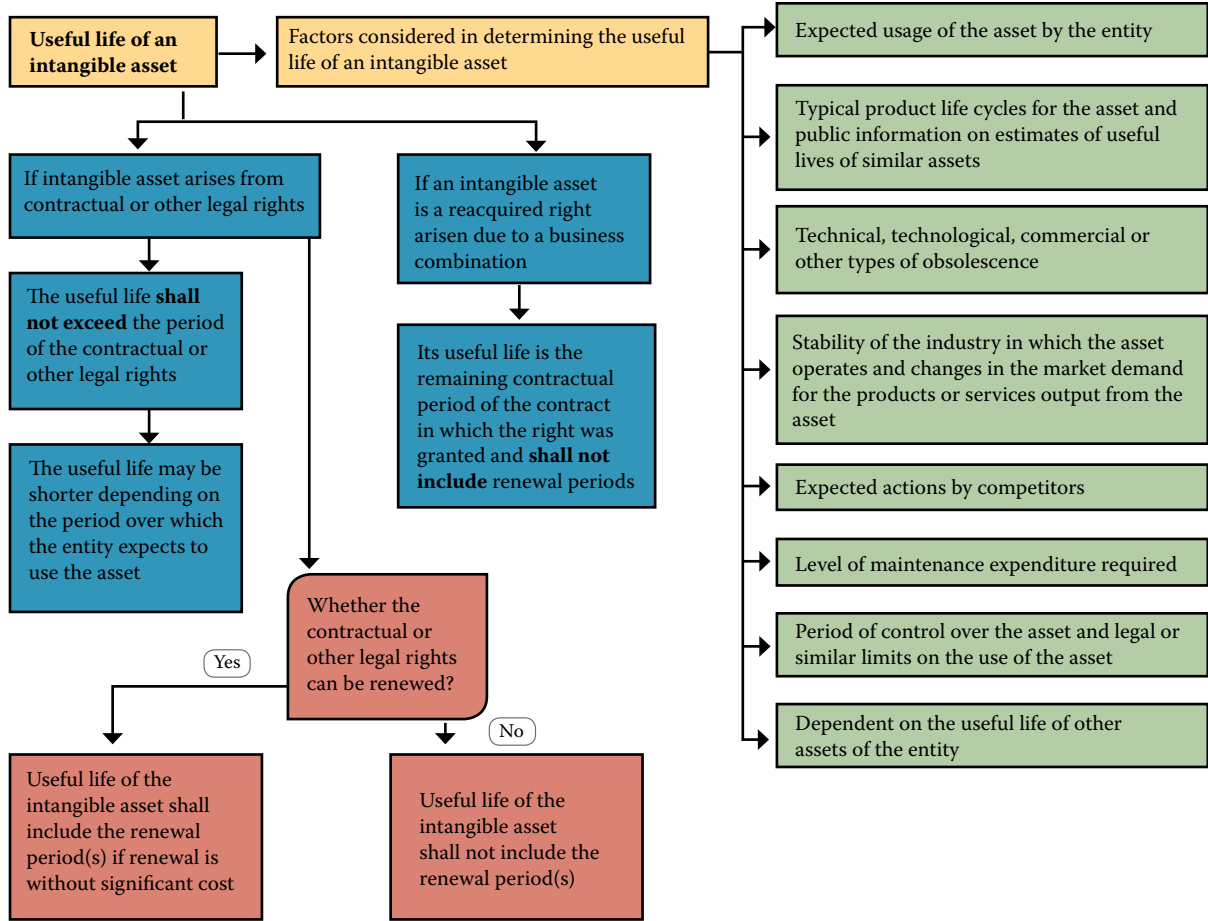 Useful life of an
intangible asset
Factors considered in determining the useful
life of an intangible asset
If intangible asset arises from
contractual or other legal rights
The useful life shall
not exceed the period
of the contractual or
other legal rights
The useful life may be
shorter depending on
the period over which
the entity expects to
use the asset
If an intangible asset
is a reacquired right
arisen due to a business
combination
Its useful life is the
remaining contractual
period of the contract
in which the right was
granted and shall not
include renewal periods
Whether the
contractual or
other legal rights
can be renewed?
Yes
No
Useful life of the
intangible asset shall
include the renewal
period(s) if renewal is
without significant cost
Useful life of the
intangible asset
shall not include the
renewal period(s)
Expected usage of the asset by the entity
Typical product life cycles for the asset and
public information on estimates of useful
lives of similar assets
Technical, technological, commercial or
other types of obsolescence
Stability of the industry in which the asset
operates and changes in the market demand
for the products or services output from the
asset
Expected actions by competitors
Level of maintenance expenditure required
Period of control over the asset and legal or
similar limits on the use of the asset
Dependent on the useful life of other
assets of the entity